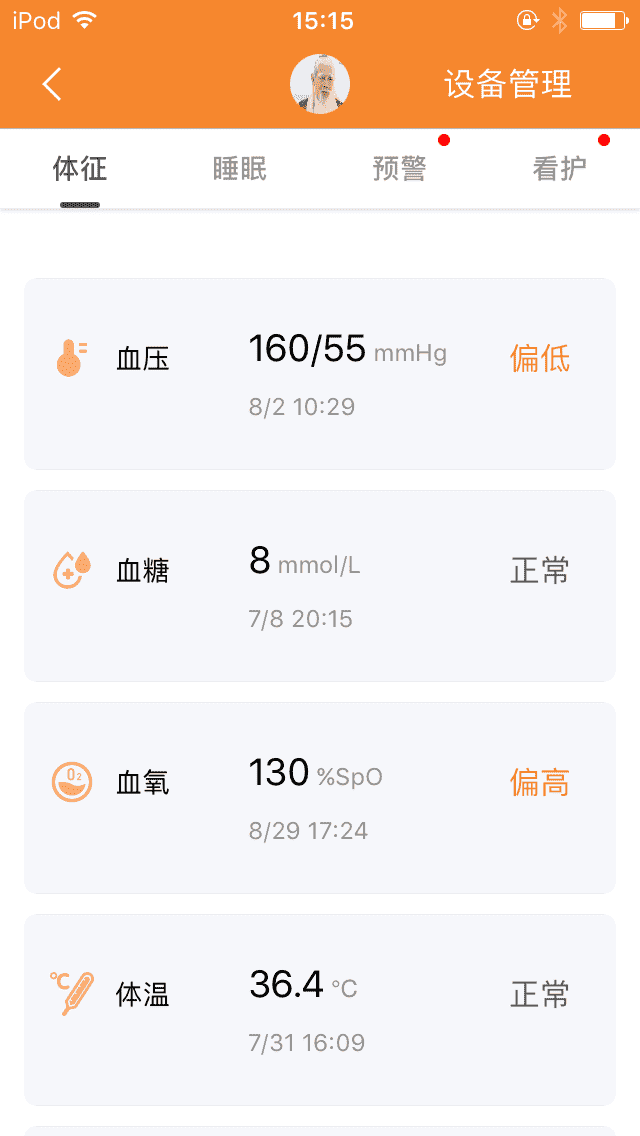 iPod 15:15
设备管理
体征 睡眠 预警 看护
血压 160/55 mmHg 偏低
8/2 10:29
血糖 8 mmol/L 正常
7/8 20:15
O₂ 血氧 130 %SpO 偏高
8/29 17:24
°C 体温 36.4 °C 正常
7/31 16:09